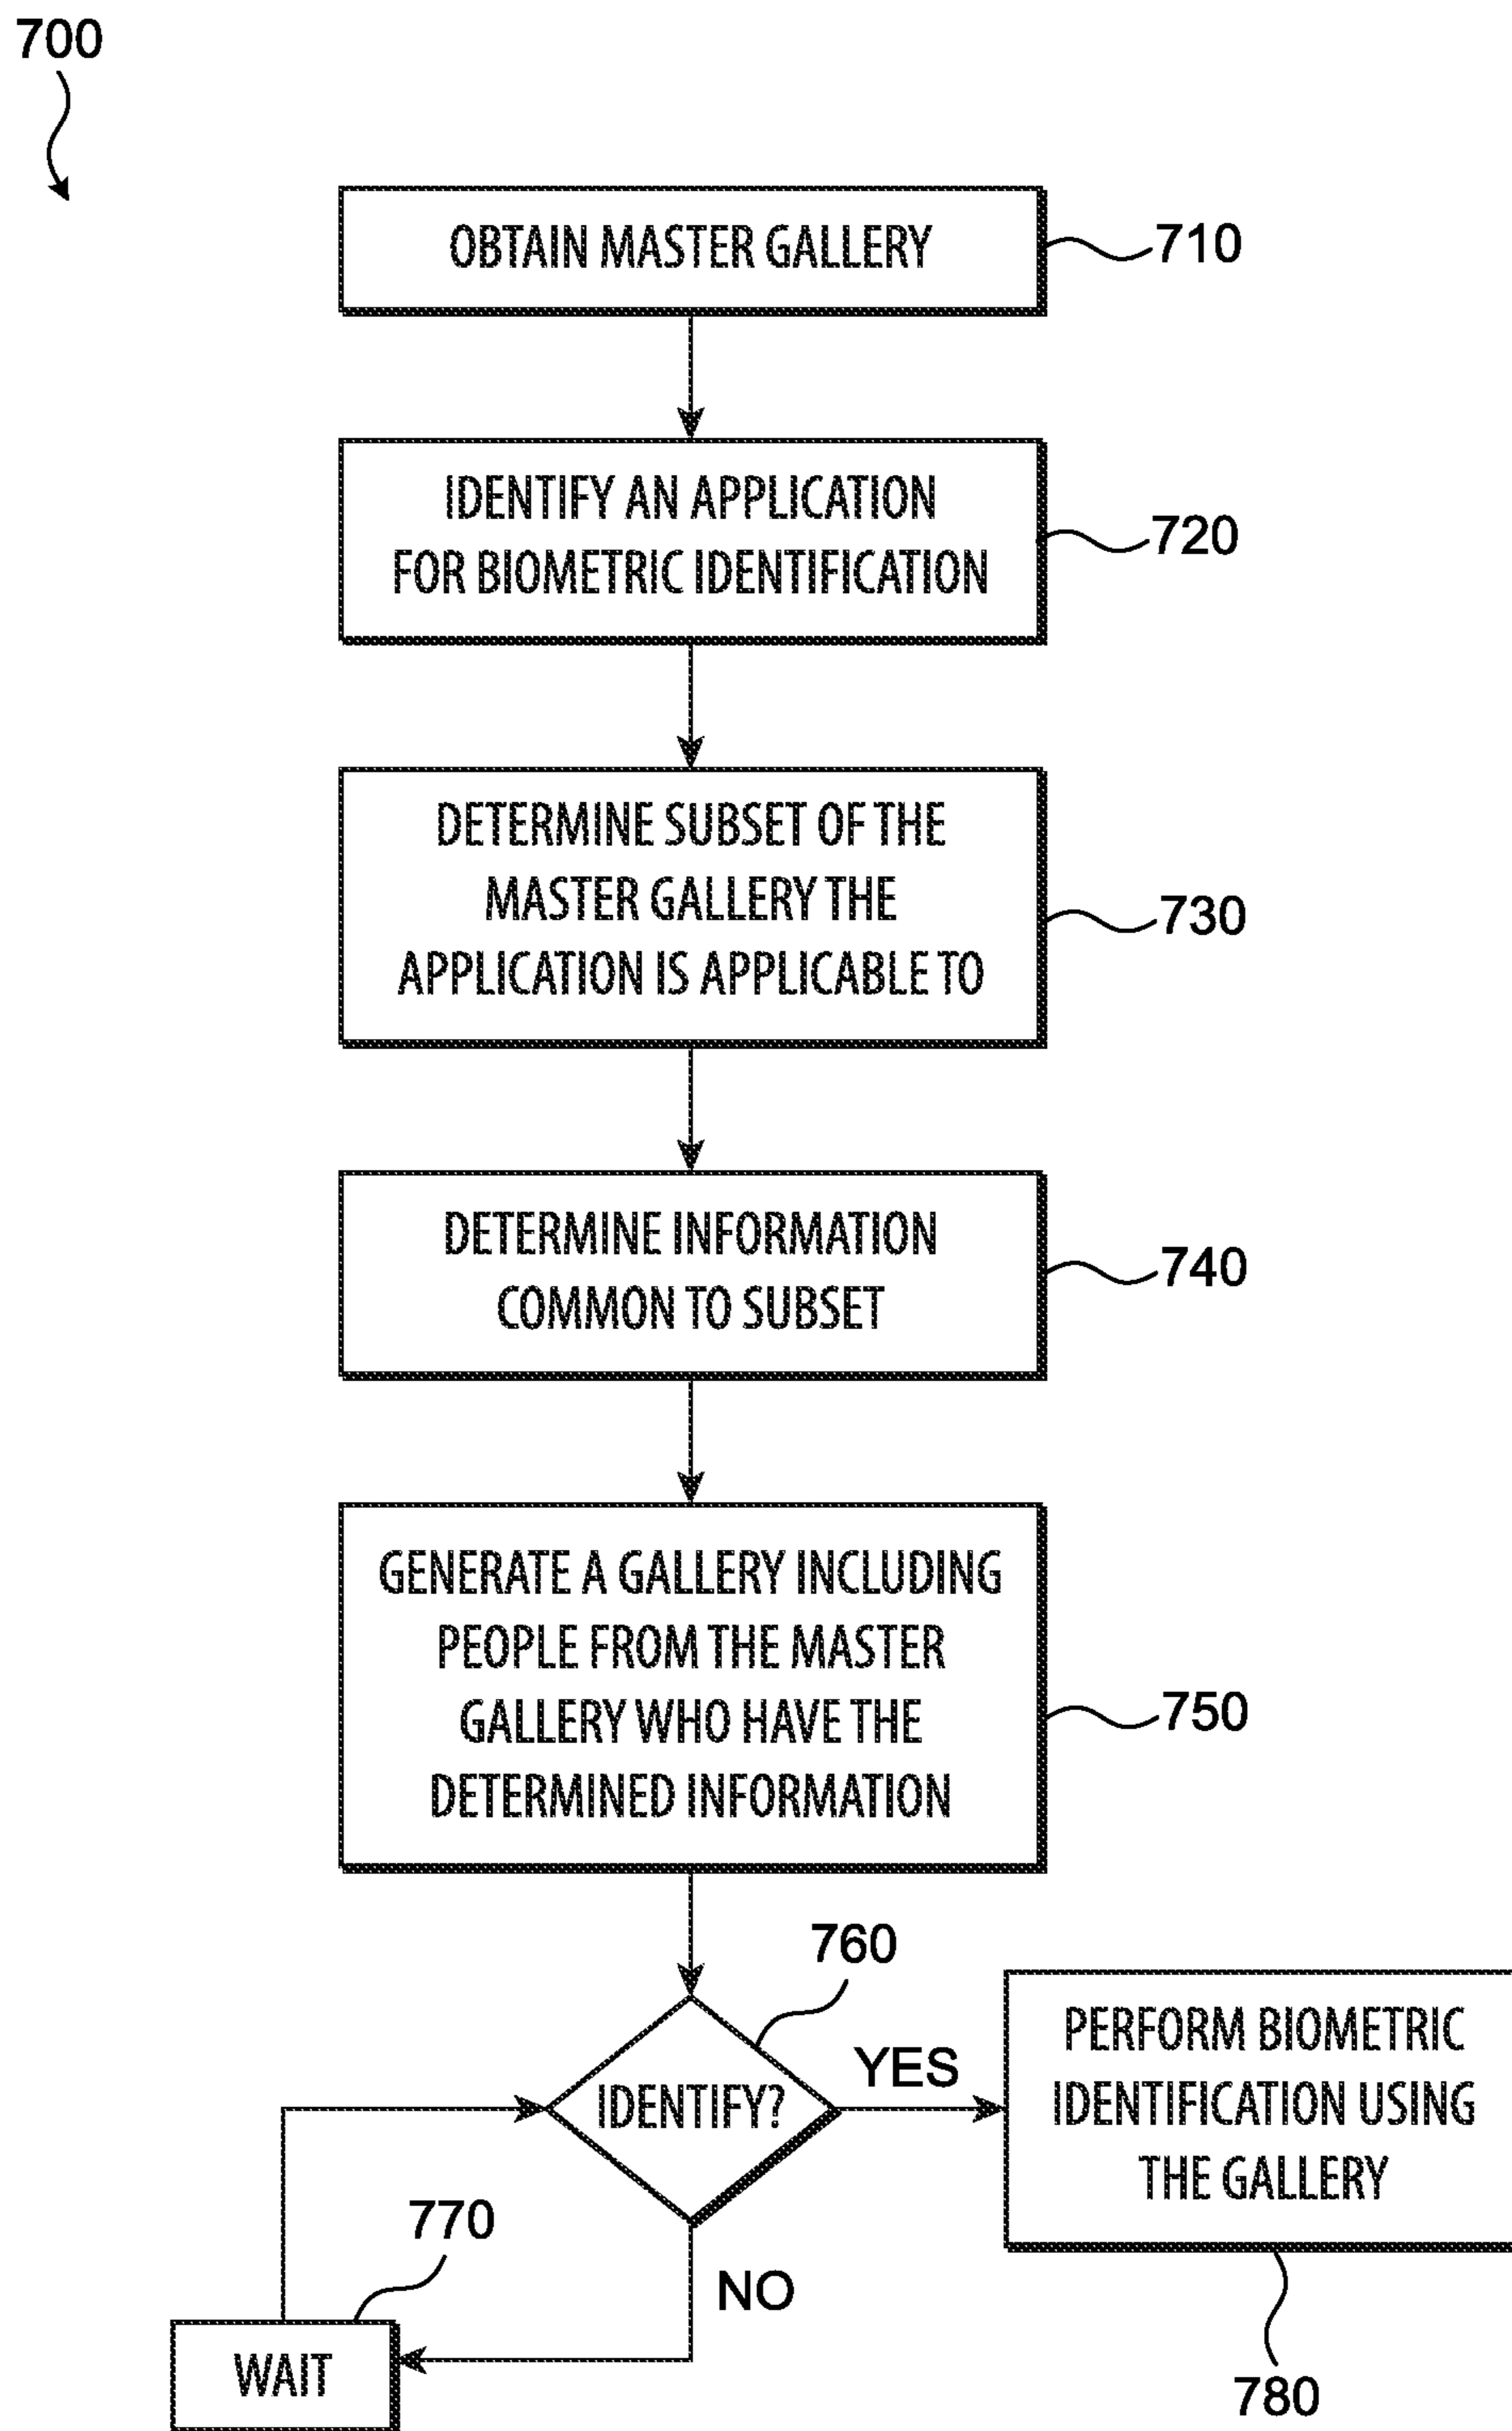 700
OBTAIN MASTER GALLERY
710
IDENTIFY AN APPLICATION
FOR BIOMETRIC IDENTIFICATION
720
DETERMINE SUBSET OF THE
MASTER GALLERY THE
APPLICATION IS APPLICABLE TO
730
DETERMINE INFORMATION
COMMON TO SUBSET
740
GENERATE A GALLERY INCLUDING
PEOPLE FROM THE MASTER
GALLERY WHO HAVE THE
DETERMINED INFORMATION
750
760
IDENTIFY?
YES
PERFORM BIOMETRIC
IDENTIFICATION USING
THE GALLERY
770
NO
WAIT
780